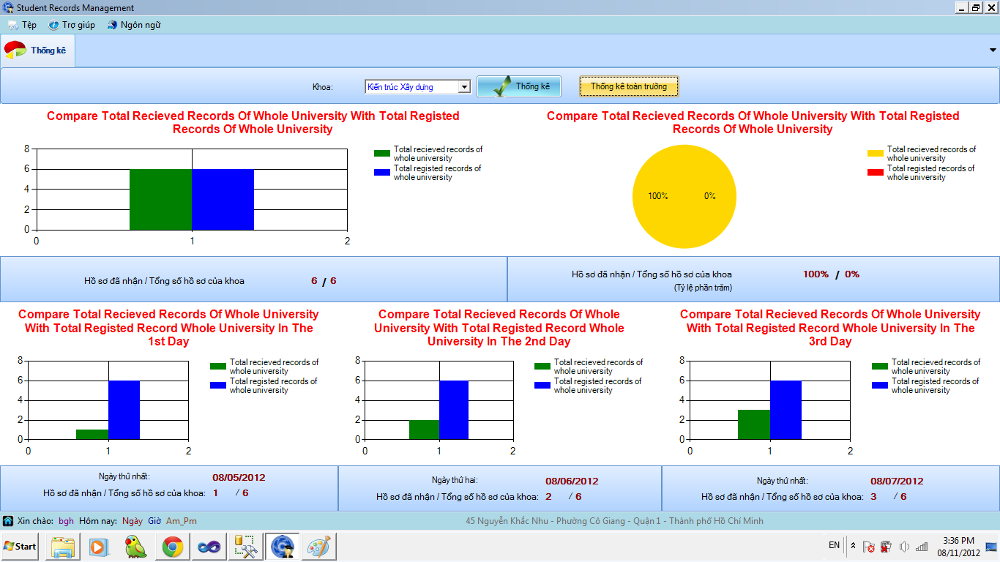 Student Records Management
Tệp Trợ giúp Ngôn ngữ
Thống kê
Khoa: Kiến trúc Xây dựng Thống kê Thống kê toàn trường
Compare Total Recieved Records Of Whole University With Total Registed
Records Of Whole University
8
6
4
2
0
0 1 2
Total recieved records of
whole university
Total registed records of
whole university
Compare Total Recieved Records Of Whole University With Total Registed
Records Of Whole University
100% 0%
Total recieved records of
whole university
Total registed records of
whole university
Hồ sơ đã nhận / Tổng số hồ sơ của khoa 6 / 6
Hồ sơ đã nhận / Tổng số hồ sơ của khoa 100% / 0%
(Tỷ lệ phần trăm)
Compare Total Recieved Records Of Whole University
With Total Registed Record Whole University In The
1st Day
8
6
4
2
0
0 1 2
Total recieved records of
whole university
Total registed records of
whole university
Compare Total Recieved Records Of Whole
University With Total Registed Record Whole
University In The 2nd Day
8
6
4
2
0
0 1 2
Total recieved records of
whole university
Total registed records of
whole university
Compare Total Recieved Records Of Whole University
With Total Registed Record Whole University In The
3rd Day
8
6
4
2
0
0 1 2
Total recieved records of
whole university
Total registed records of
whole university
Ngày thứ nhất: 08/05/2012
Hồ sơ đã nhận / Tổng số hồ sơ của khoa: 1 / 6
Ngày thứ hai: 08/06/2012
Hồ sơ đã nhận / Tổng số hồ sơ của khoa: 2 / 6
Ngày thứ nhất: 08/07/2012
Hồ sơ đã nhận / Tổng số hồ sơ của khoa: 3 / 6
Xin chào: bgh Hôm nay: Ngày Giờ Am_Pm 45 Nguyễn Khắc Nhu - Phường Cô Giang - Quận 1 - Thành phố Hồ Chí Minh
Start EN 3:36 PM
08/11/2012